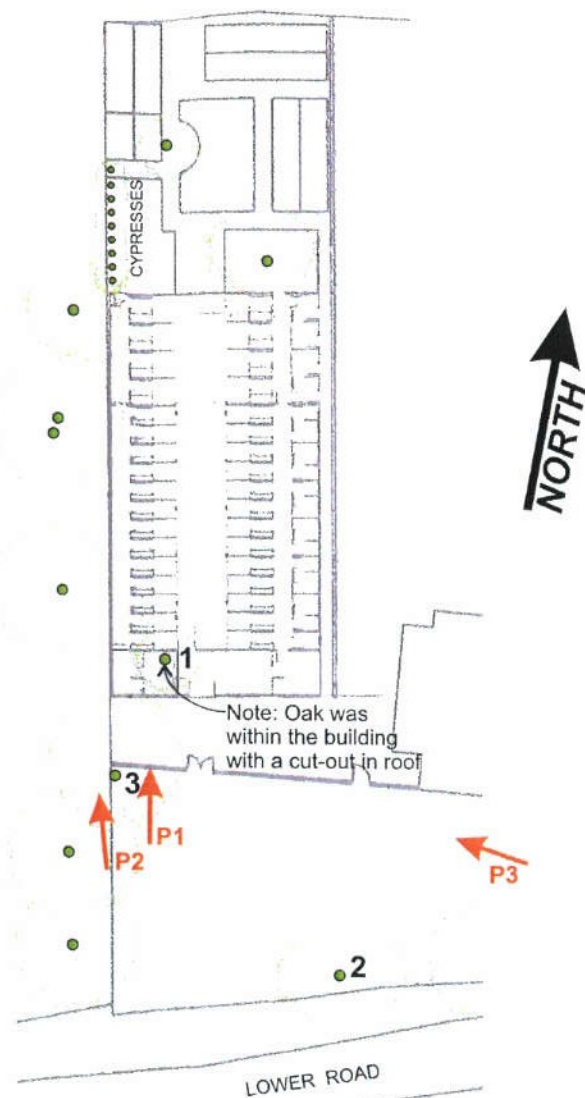 CYPRESSES
NORTH
1
Note: Oak was
within the building
with a cut-out in roof
3
P1
P2
P3
2
LOWER ROAD